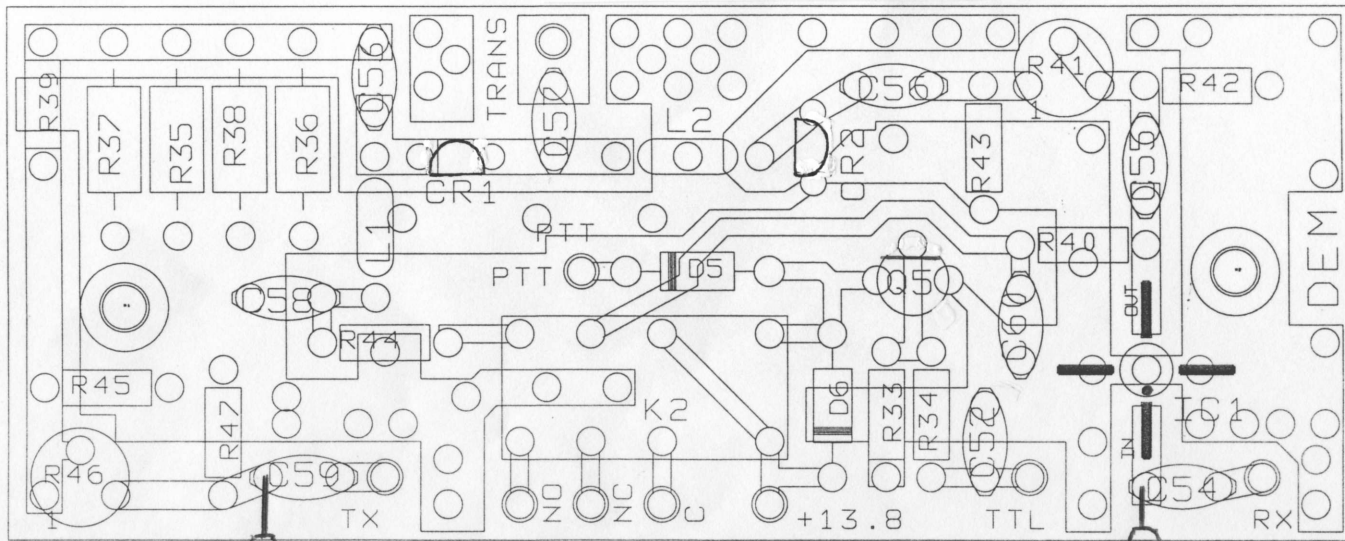 R39
R37
R35
R38
R36
C56
TRANS
C57
L2
C56
R41
1
R42
R43
C55
CR1
L1
PTT
PTT
D5
Q5
R40
DEM
C58
R44
C60
OUT
R45
R47
K2
D6
R33
R34
C52
IC1
IN
R46
1
C59
TX
NO
NC
C
+13.8
TTL
C54
RX